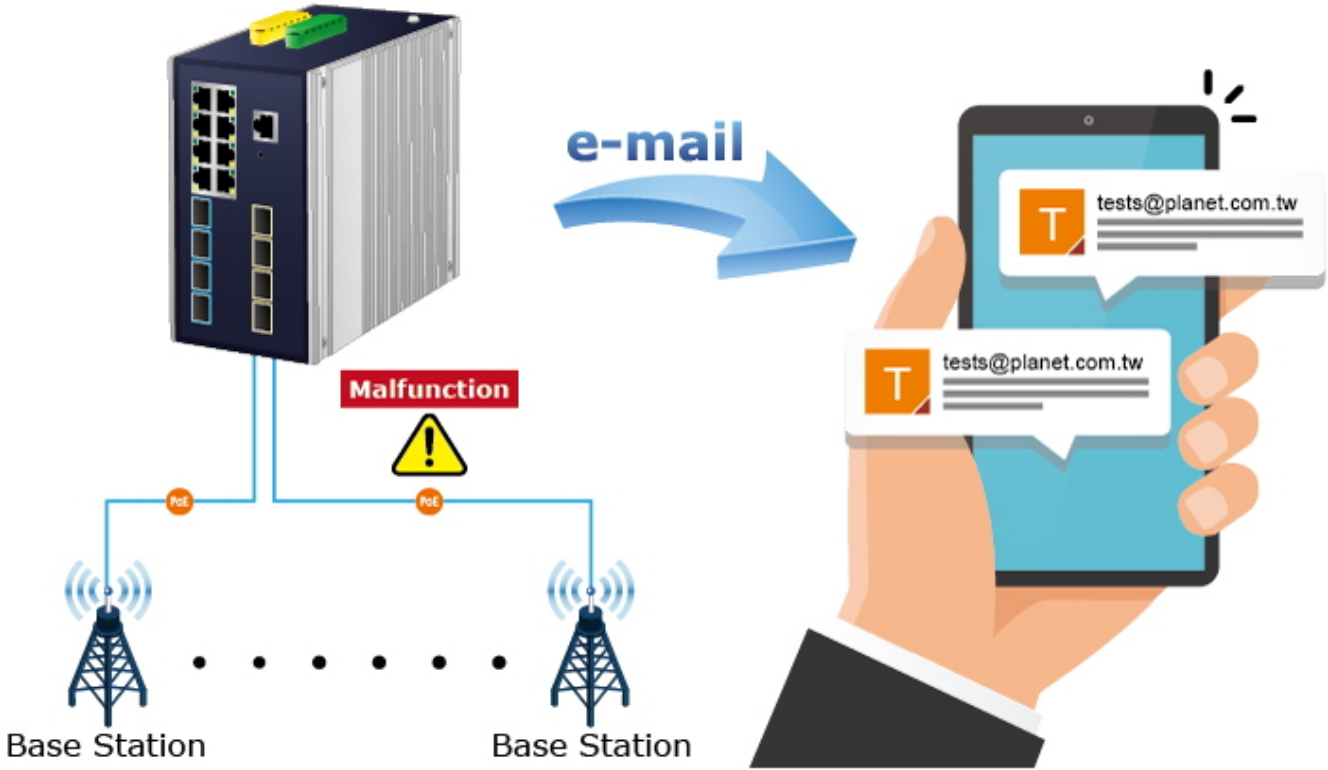 e-mail
T
tests@planet.com.tw
T
tests@planet.com.tw
Malfunction
PoE
PoE
Base Station
Base Station